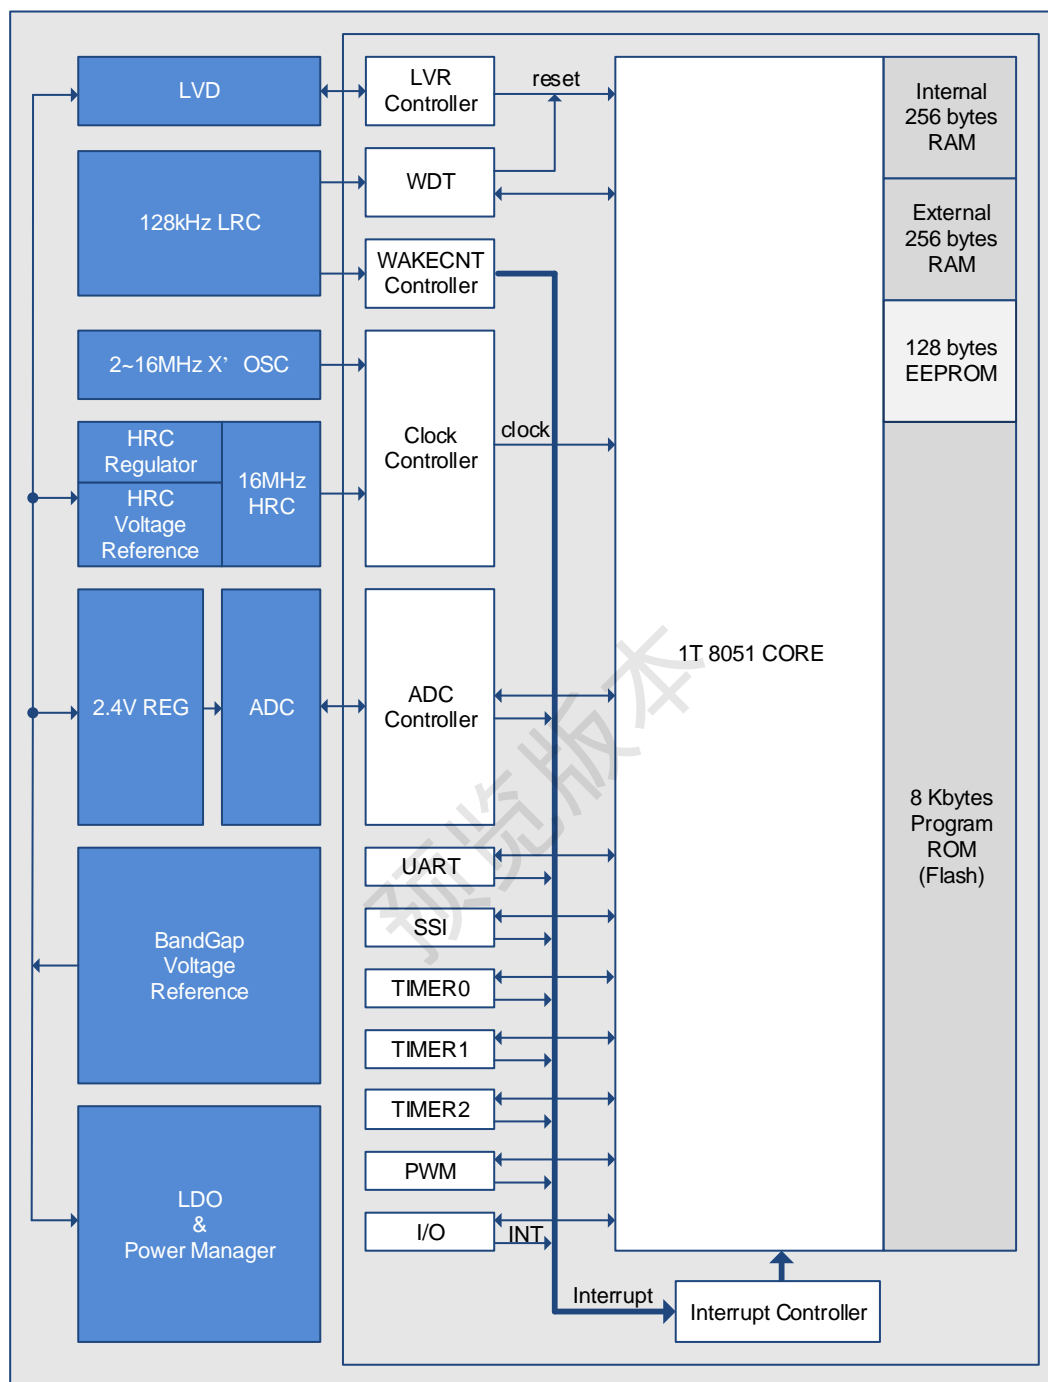 LVD
LVR
Controller
reset
Internal
256 bytes
RAM
128kHz LRC
WDT
External
256 bytes
RAM
WAKECNT
Controller
2~16MHz X’ OSC
128 bytes
EEPROM
HRC
Regulator
HRC
Voltage
Reference
16MHz
HRC
Clock
Controller
clock
1T 8051 CORE
2.4V REG
ADC
ADC
Controller
8 Kbytes
Program
ROM
(Flash)
预览版本
BandGap
Voltage
Reference
UART
SSI
TIMER0
TIMER1
TIMER2
PWM
I/O
INT
LDO
&
Power Manager
Interrupt
Interrupt Controller